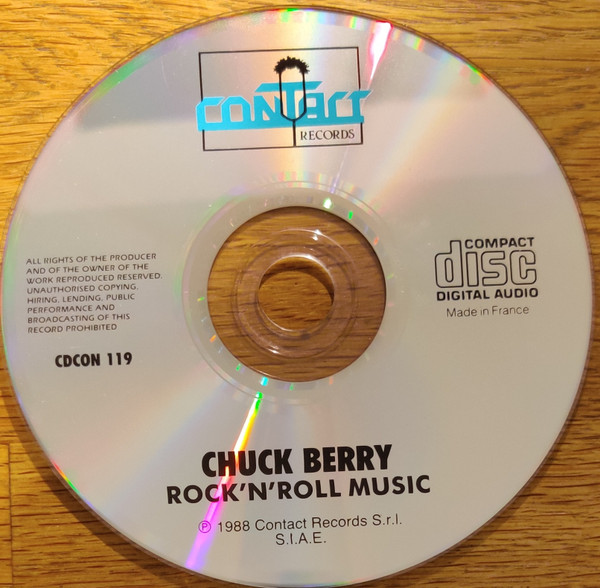 CONTACT
RECORDS
ALL RIGHTS OF THE PRODUCER
AND OF THE OWNER OF THE
WORK REPRODUCED RESERVED.
UNAUTHORISED COPYING,
HIRING, LENDING, PUBLIC
PERFORMANCE AND
BROADCASTING OF THIS
RECORD PROHIBITED
CDCON 119
COMPACT
disc
DIGITAL AUDIO
Made in France
CHUCK BERRY
ROCK'N'ROLL MUSIC
℗ 1988 Contact Records S.r.l.
S.I.A.E.